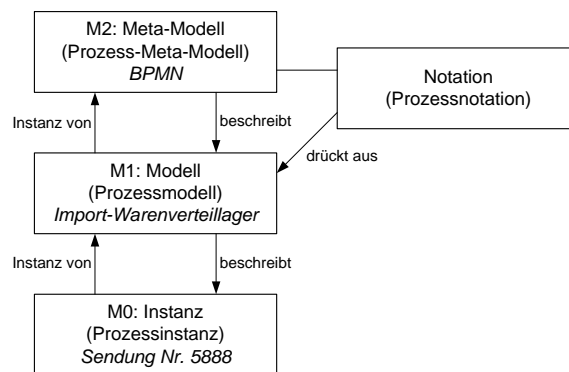 M2: Meta-Modell
(Prozess-Meta-Modell)
BPMN
Notation
(Prozessnotation)
Instanz von
beschreibt
drückt aus
M1: Modell
(Prozessmodell)
Import-Warenverteillager
Instanz von
beschreibt
M0: Instanz
(Prozessinstanz)
Sendung Nr. 5888